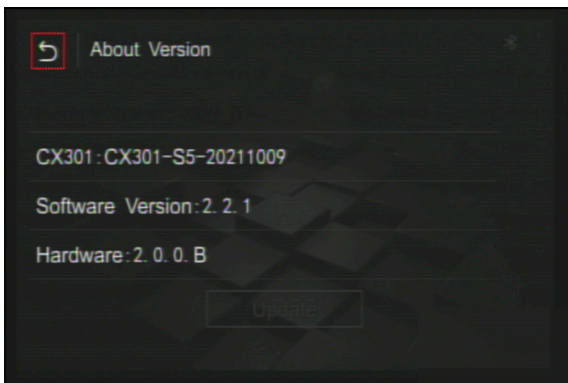 About Version
CX301:CX301-S5-20211009
Software Version:2.2.1
Hardware:2.0.0.B
Update